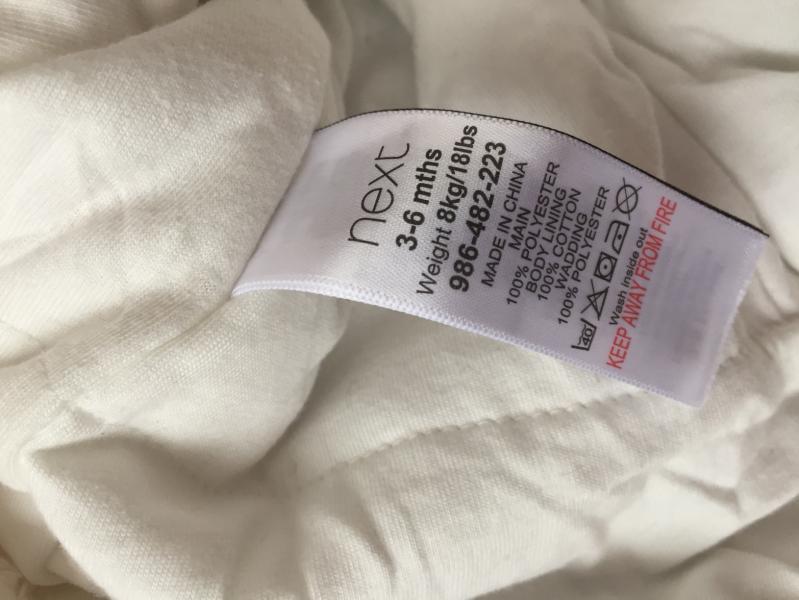 next
3-6 mths
Weight 8kg/18lbs
986-482-223
MADE IN CHINA
MAIN
100% POLYESTER
BODY LINING
100% COTTON
WADDING
100% POLYESTER
40
Wash inside out
KEEP AWAY FROM FIRE